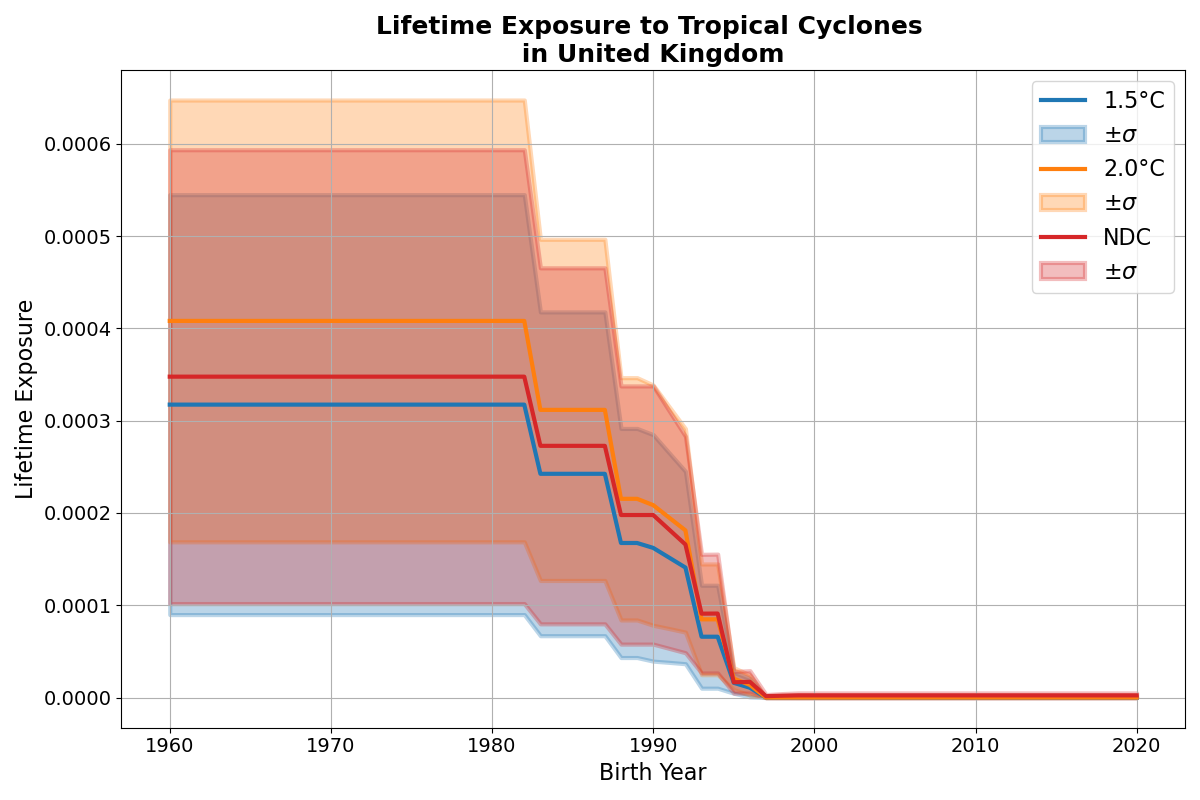 Lifetime Exposure to Tropical Cyclones
in United Kingdom
1.5°C
±σ
2.0°C
±σ
NDC
±σ
Lifetime Exposure
0.0006
0.0005
0.0004
0.0003
0.0002
0.0001
0.0000
1960
1970
1980
1990
2000
2010
2020
Birth Year